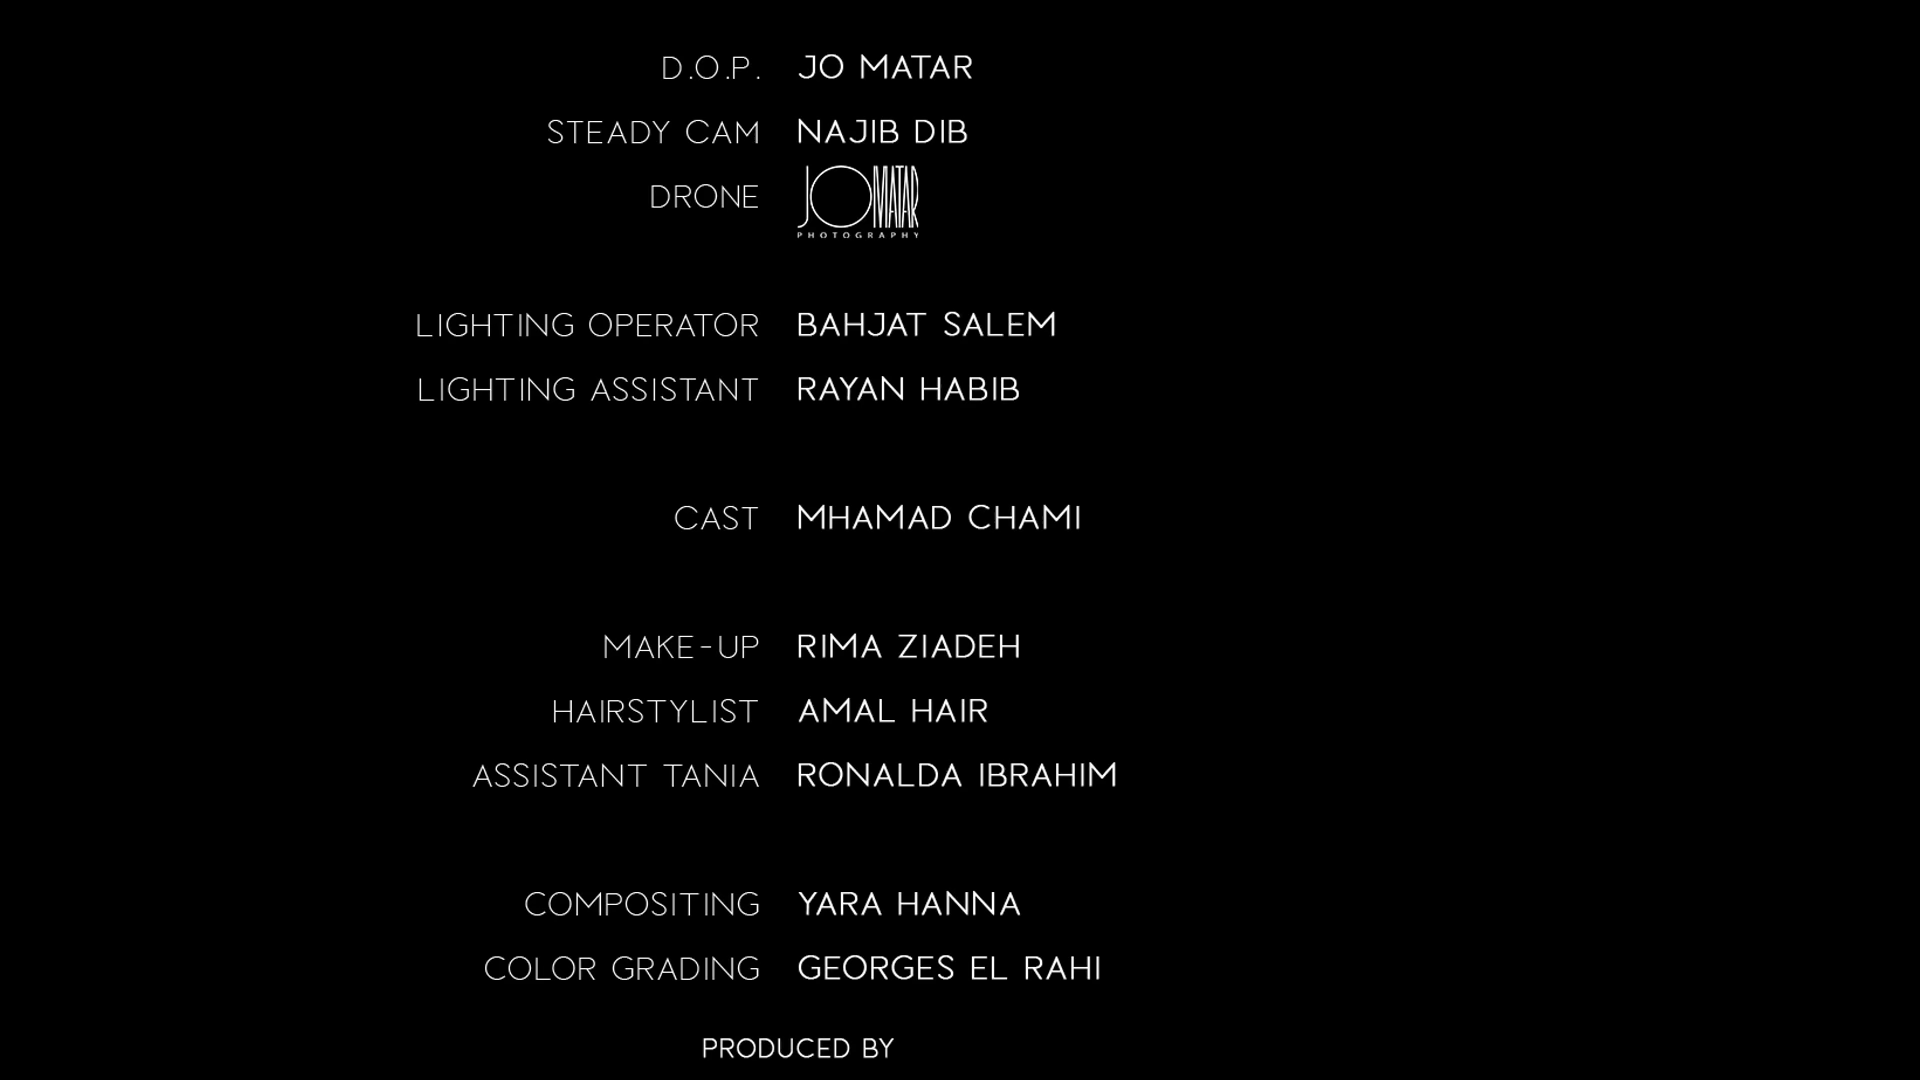 D.O.P. JO MATAR
STEADY CAM NAJIB DIB
DRONE JO MATAR
PHOTOGRAPHY
LIGHTING OPERATOR BAHJAT SALEM
LIGHTING ASSISTANT RAYAN HABIB
CAST MHAMAD CHAMI
MAKE-UP RIMA ZIADEH
HAIRSTYLIST AMAL HAIR
ASSISTANT TANIA RONALDA IBRAHIM
COMPOSITING YARA HANNA
COLOR GRADING GEORGES EL RAHI
PRODUCED BY